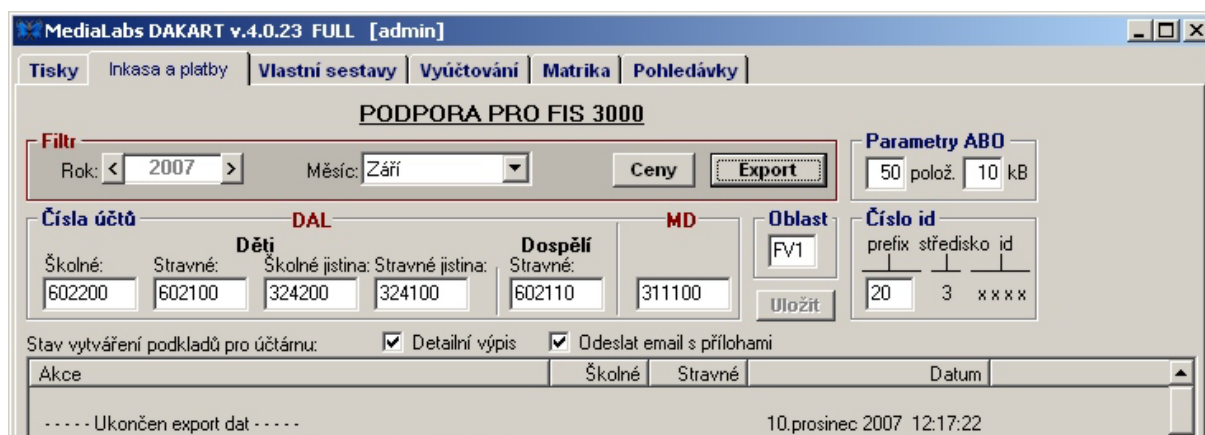 MediaLabs DAKART v.4.0.23 FULL [admin]
Tisky Inkasa a platby Vlastní sestavy Vyúčtování Matrika Pohledávky
PODPORA PRO FIS 3000
Filtr
Rok: < 2007 > Měsíc: Září Ceny Export
Parametry ABO
50 polož. 10 kB
Čísla účtů DAL MD
Děti Dospělí
Školné: Stravné: Školné jistina: Stravné jistina: Stravné:
602200 602100 324200 324100 602110 311100
Oblast
FV1
Uložit
Číslo id
prefix středisko id
20 3 x x x x
Stav vytváření podkladů pro účtárnu: Detailní výpis Odeslat email s přílohami
Akce Školné Stravné Datum
- - - - - Ukončen export dat - - - - - 10.prosinec 2007 12:17:22